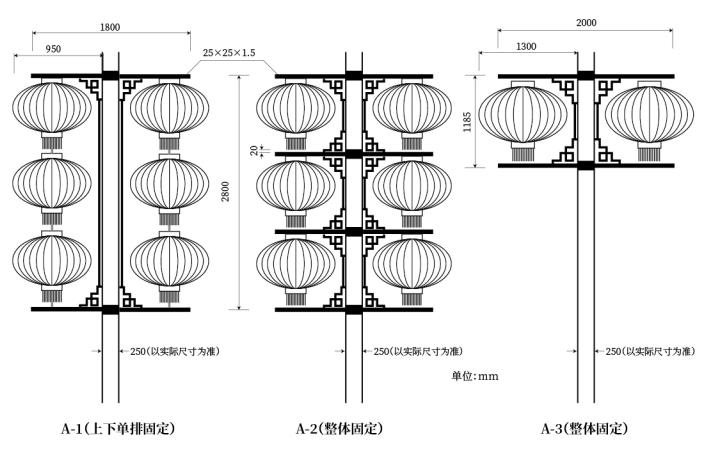 1800
950
25×25×1.5
2000
1300
1185
20
2800
250(以实际尺寸为准)
250(以实际尺寸为准)
250(以实际尺寸为准)
单位:mm
A-1(上下单排固定)
A-2(整体固定)
A-3(整体固定)